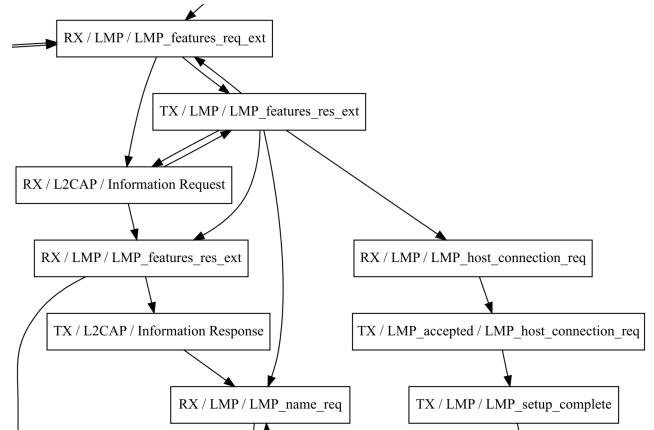 RX / LMP / LMP_features_req_ext
TX / LMP / LMP_features_res_ext
RX / L2CAP / Information Request
RX / LMP / LMP_features_res_ext
RX / LMP / LMP_host_connection_req
TX / L2CAP / Information Response
TX / LMP_accepted / LMP_host_connection_req
RX / LMP / LMP_name_req
TX / LMP / LMP_setup_complete